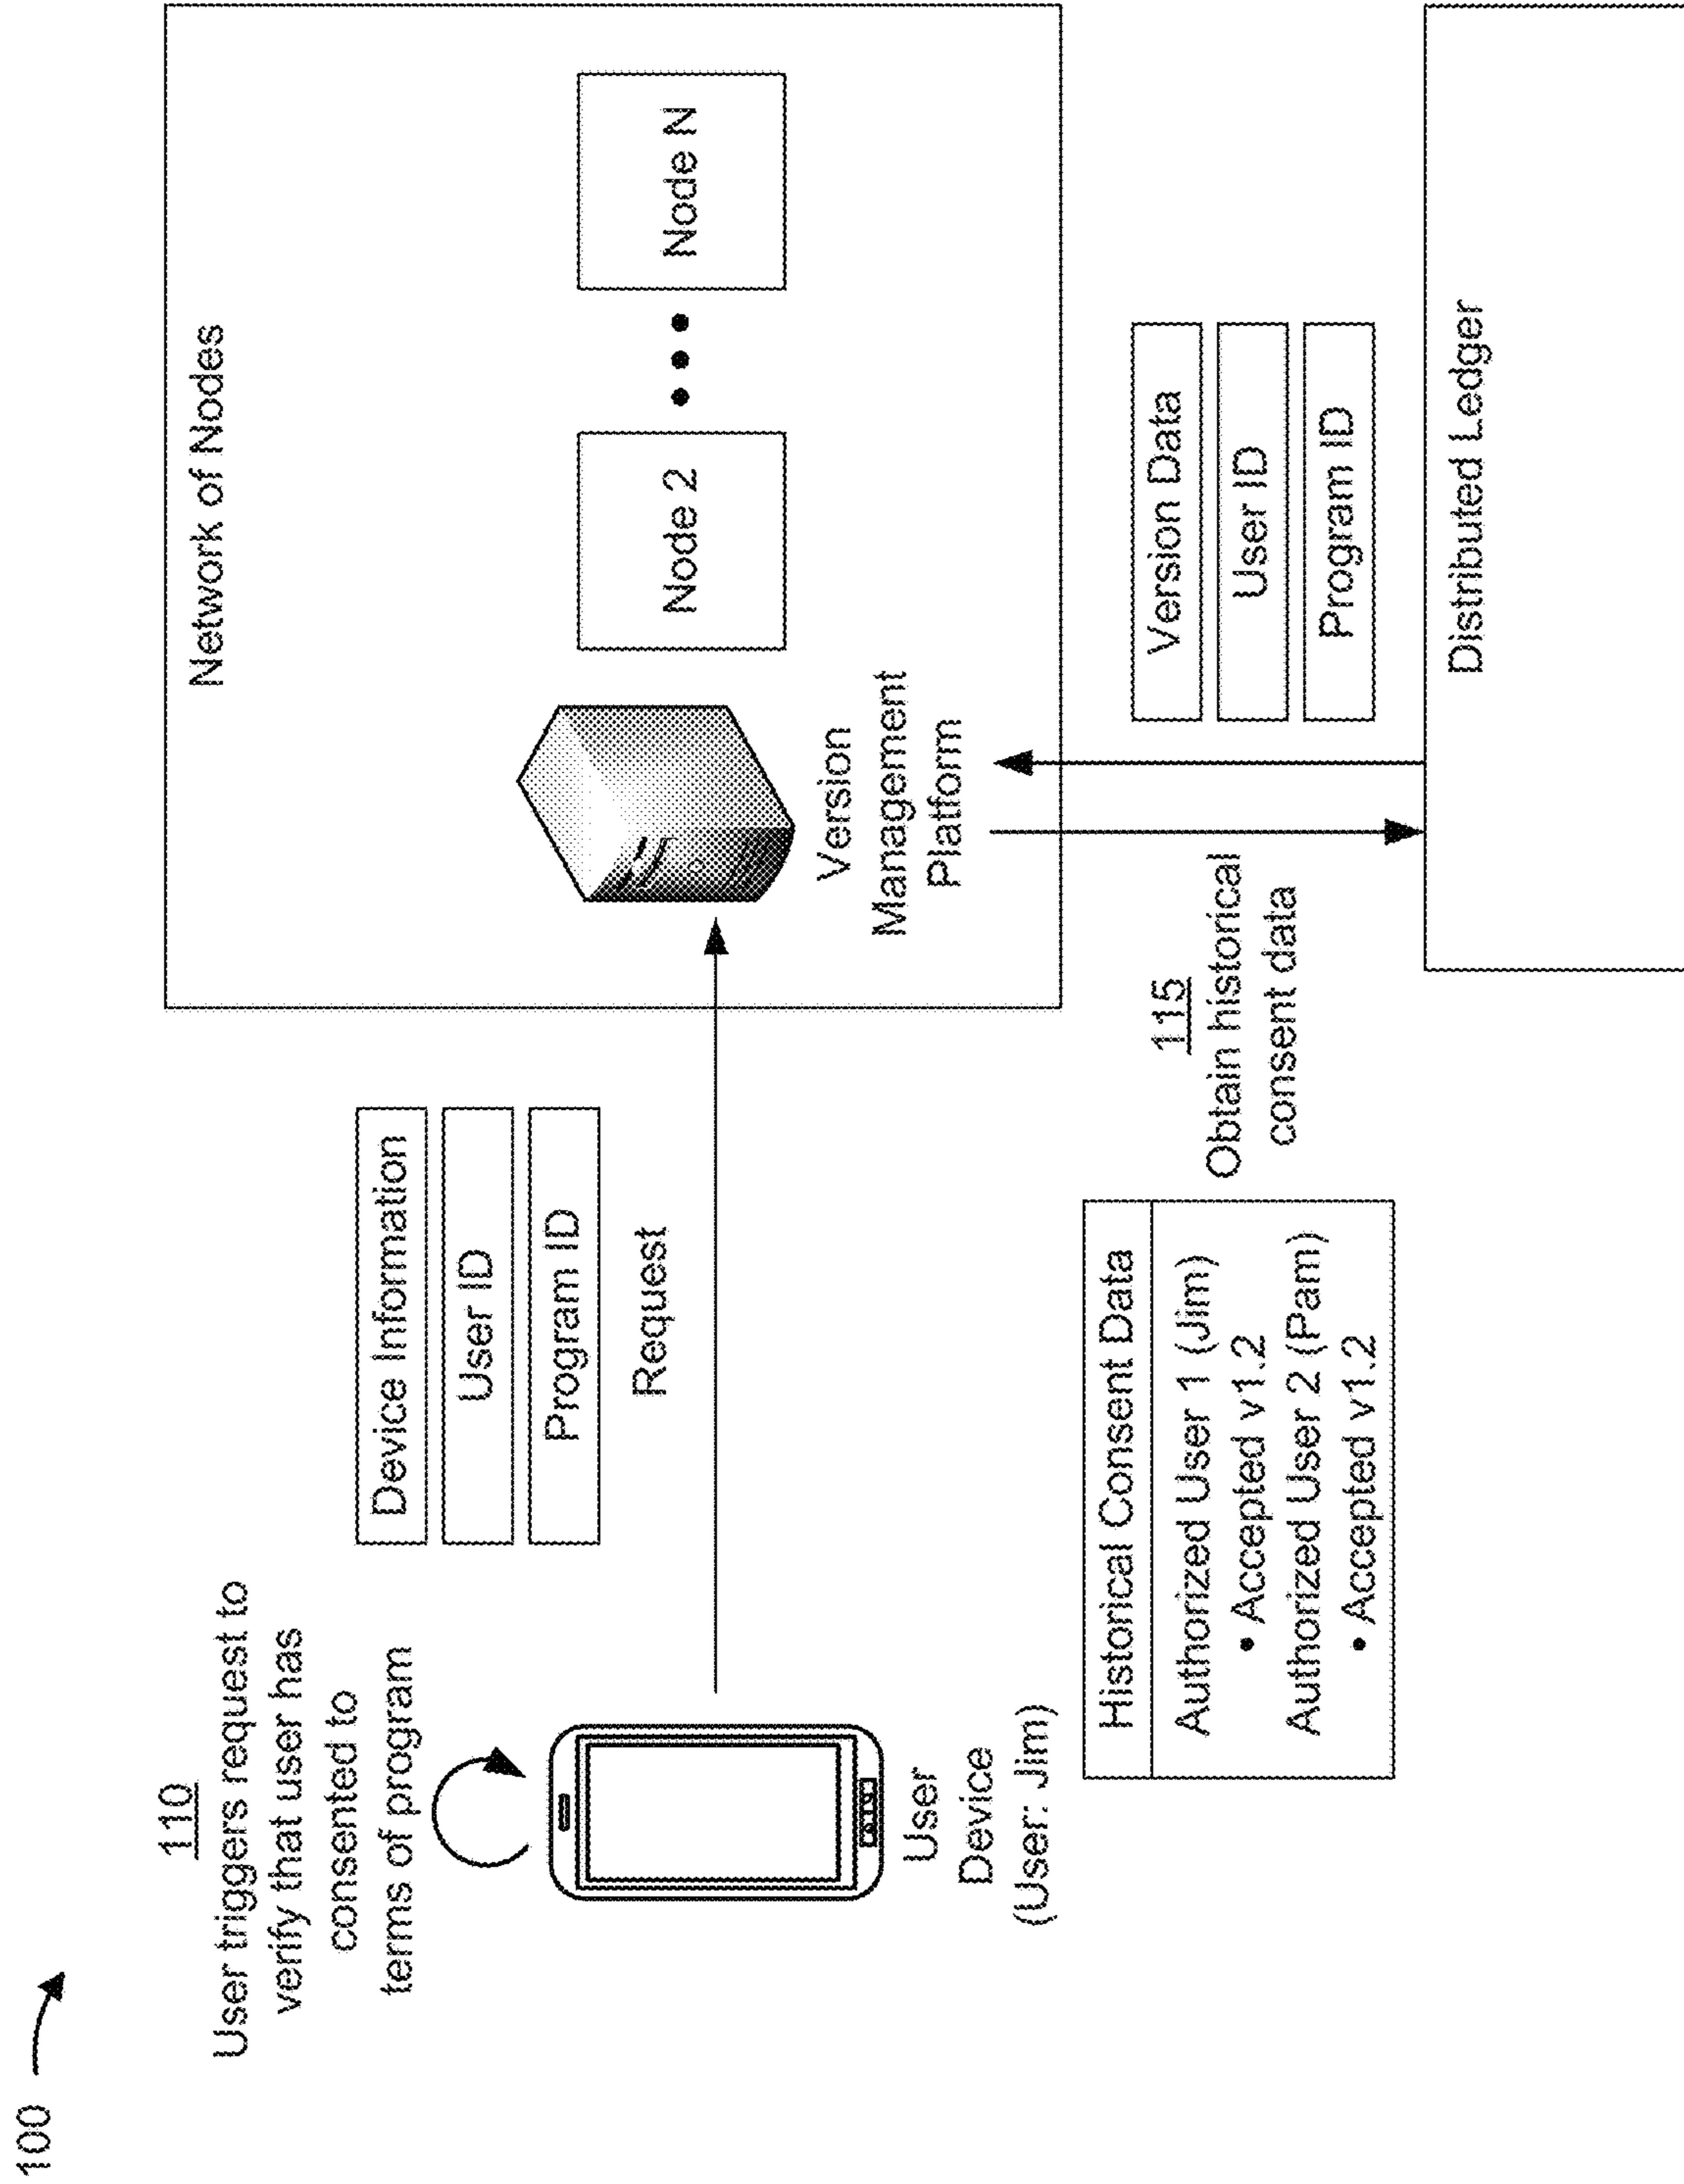 100
110
User triggers request to
verify that user has
consented to
terms of program
User
Device
(User: Jim)
Device Information
User ID
Program ID
Request
Network of Nodes
Version
Management
Platform
Node 2
Node N
115
Obtain historical
consent data
Historical Consent Data
Authorized User 1 (Jim)
• Accepted v1.2
Authorized User 2 (Pam)
• Accepted v1.2
Version Data
User ID
Program ID
Distributed Ledger